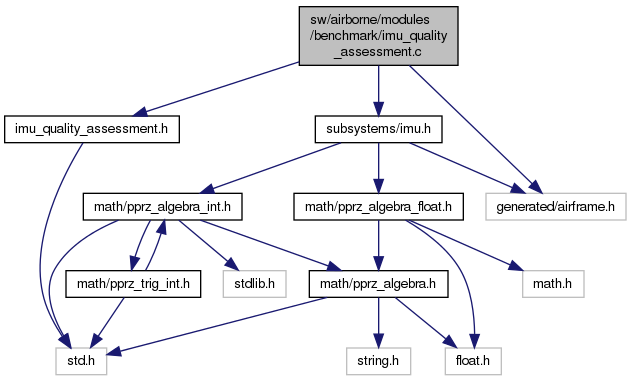 sw/airborne/modules
/benchmark/imu_quality
_assessment.c
imu_quality_assessment.h
subsystems/imu.h
math/pprz_algebra_int.h
math/pprz_algebra_float.h
generated/airframe.h
math/pprz_trig_int.h
stdlib.h
math/pprz_algebra.h
math.h
std.h
string.h
float.h